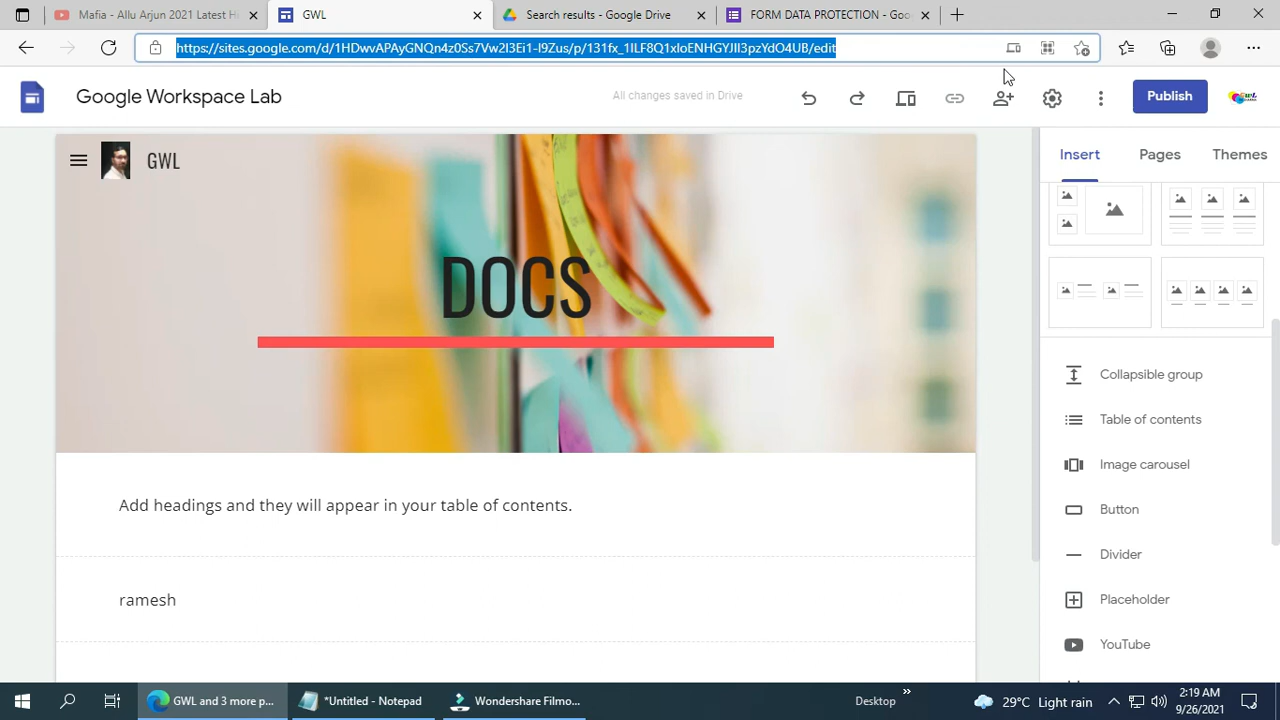 Mafia - Allu Arjun 2021 Latest H
GWL
Search results - Google Drive
FORM DATA PROTECTION - Goo
https://sites.google.com/d/1HDwvAPAyGNQn4z0Ss7Vw2I3Ei1-I9Zus/p/131fx_1ILF8Q1xloENHGYJII3pzYdO4UB/edit
Google Workspace Lab
All changes saved in Drive
Publish
GWL
Insert
Pages
Themes
DOCS
Collapsible group
Table of contents
Image carousel
Button
Divider
Placeholder
YouTube
Add headings and they will appear in your table of contents.
ramesh
GWL and 3 more p...
*Untitled - Notepad
Wondershare Filmo...
Desktop
29°C Light rain
2:19 AM
9/26/2021